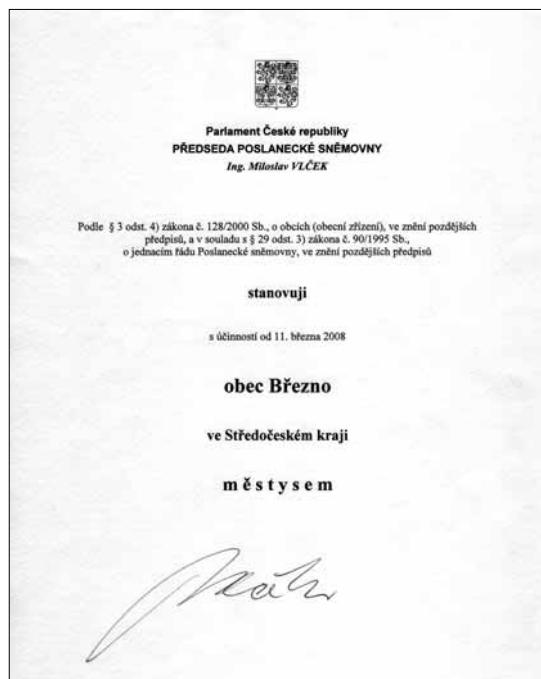 Parlament České republiky
PŘEDSEDA POSLANECKÉ SNĚMOVNY
Ing. Miloslav VLČEK
Podle § 3 odst. 4) zákona č. 128/2000 Sb., o obcích (obecní zřízení), ve znění pozdějších
předpisů, a v souladu s § 29 odst. 3) zákona č. 90/1995 Sb.,
o jednacím řádu Poslanecké sněmovny, ve znění pozdějších předpisů
stanovuji
s účinností od 11. března 2008
obec Březno
ve Středočeském kraji
m ě s t y s e m